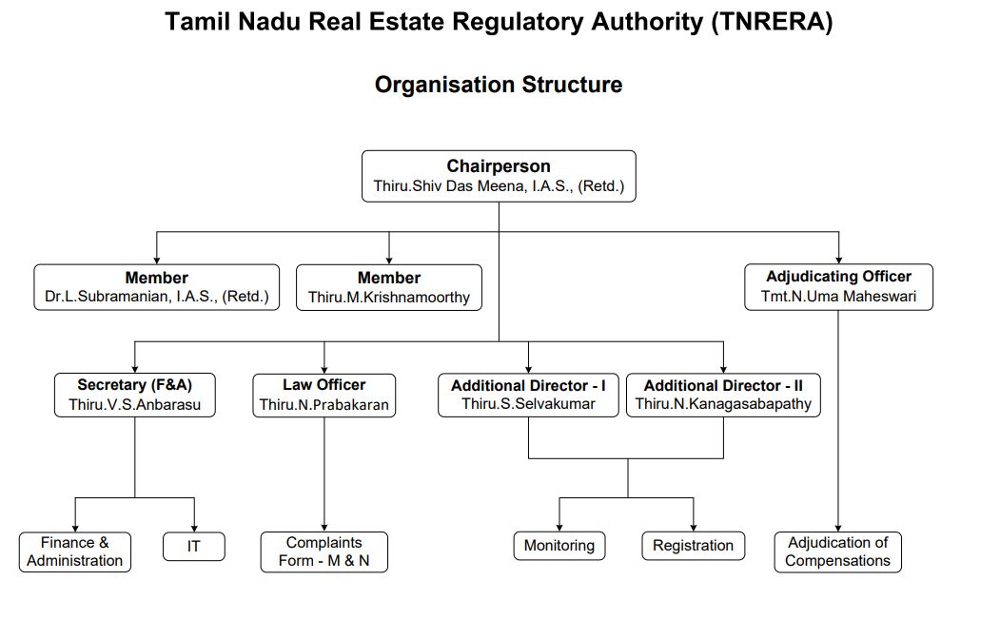 Tamil Nadu Real Estate Regulatory Authority (TNRERA)
Organisation Structure
Chairperson
Thiru.Shiv Das Meena, I.A.S., (Retd.)
Member
Dr.L.Subramanian, I.A.S., (Retd.)
Member
Thiru.M.Krishnamoorthy
Adjudicating Officer
Tmt.N.Uma Maheswari
Secretary (F&A)
Thiru.V.S.Anbarasu
Law Officer
Thiru.N.Prabakaran
Additional Director - I
Thiru.S.Selvakumar
Additional Director - II
Thiru.N.Kanagasabapathy
Finance &
Administration
IT
Complaints
Form - M & N
Monitoring
Registration
Adjudication of
Compensations